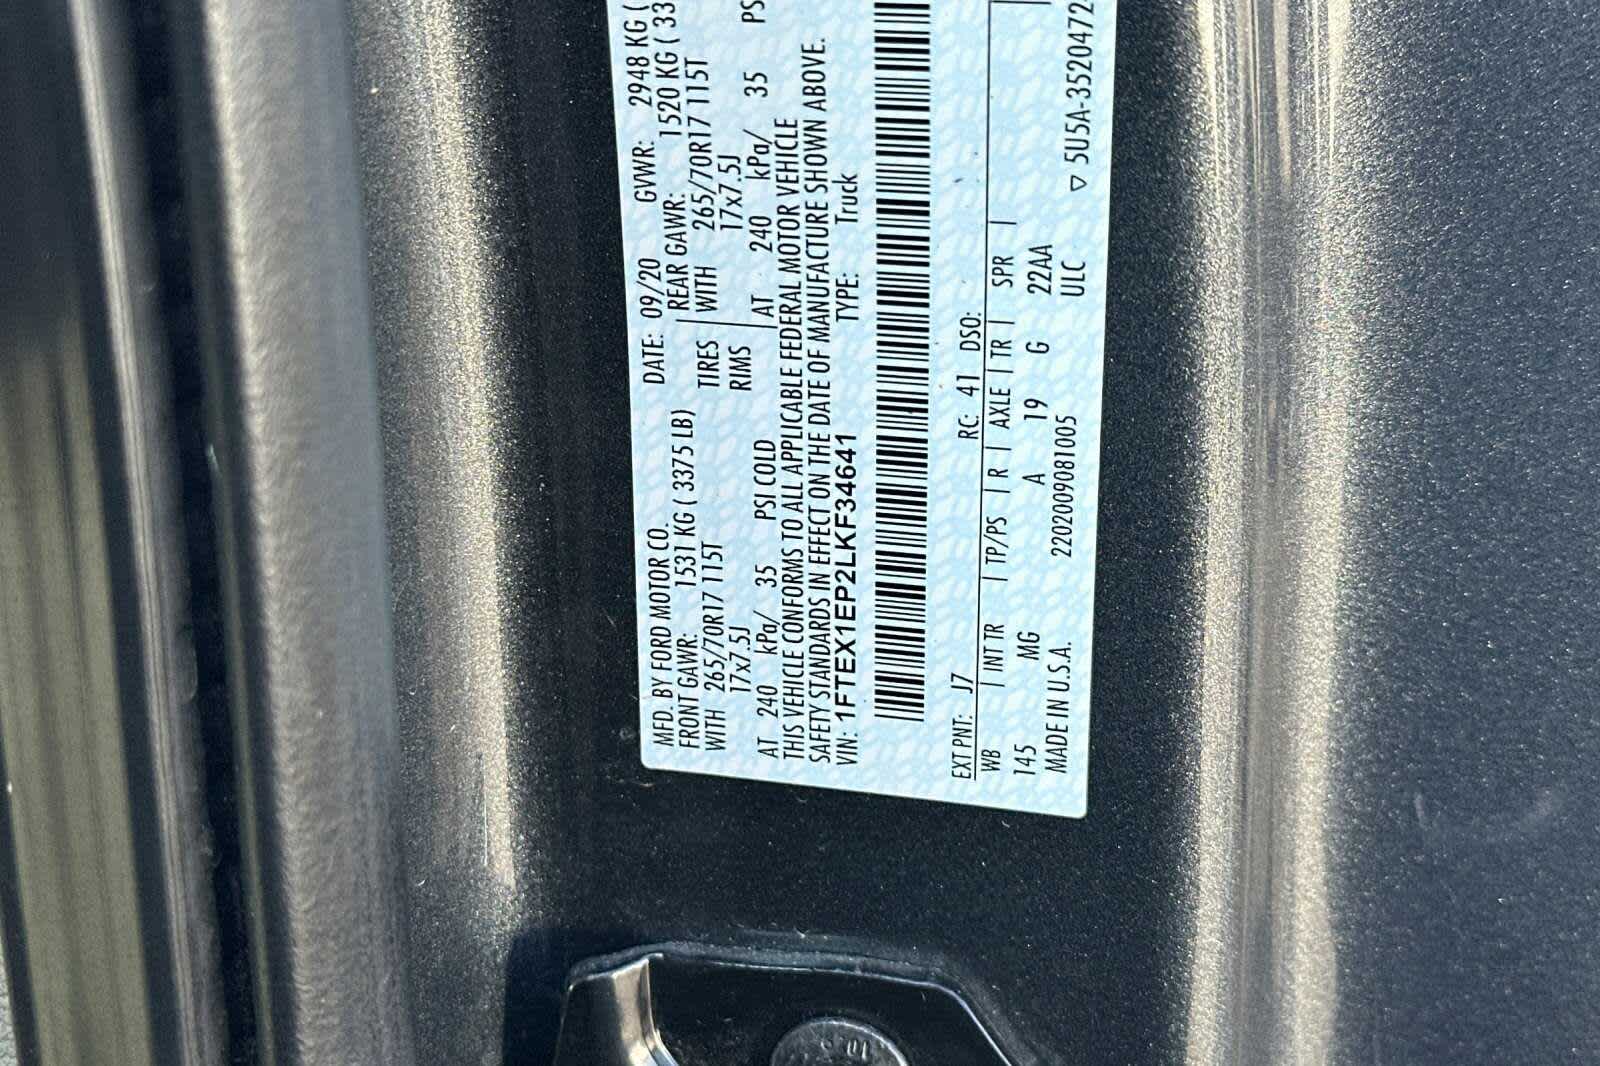 MFD. BY FORD MOTOR CO. DATE: 09/20 GVWR: 2948 KG (
FRONT GAWR: 1531 KG ( 3375 LB) REAR GAWR: 1520 KG ( 33
WITH 265/70R17 115T TIRES WITH 265/70R17 115T
17x7.5J RIMS 17x7.5J
AT 240 kPa/ 35 PSI COLD AT 240 kPa/ 35 PS
THIS VEHICLE CONFORMS TO ALL APPLICABLE FEDERAL MOTOR VEHICLE
SAFETY STANDARDS IN EFFECT ON THE DATE OF MANUFACTURE SHOWN ABOVE.
VIN: 1FTEX1EP2LKF34641 TYPE: Truck
EXT PNT: J7 RC: 41 DSO:
WB | INT TR | TP/PS | R | AXLE | TR | SPR |
145 MG A 19 G 22AA
MADE IN U.S.A. 220200981005 ULC
▽ 5U5A-3520472-